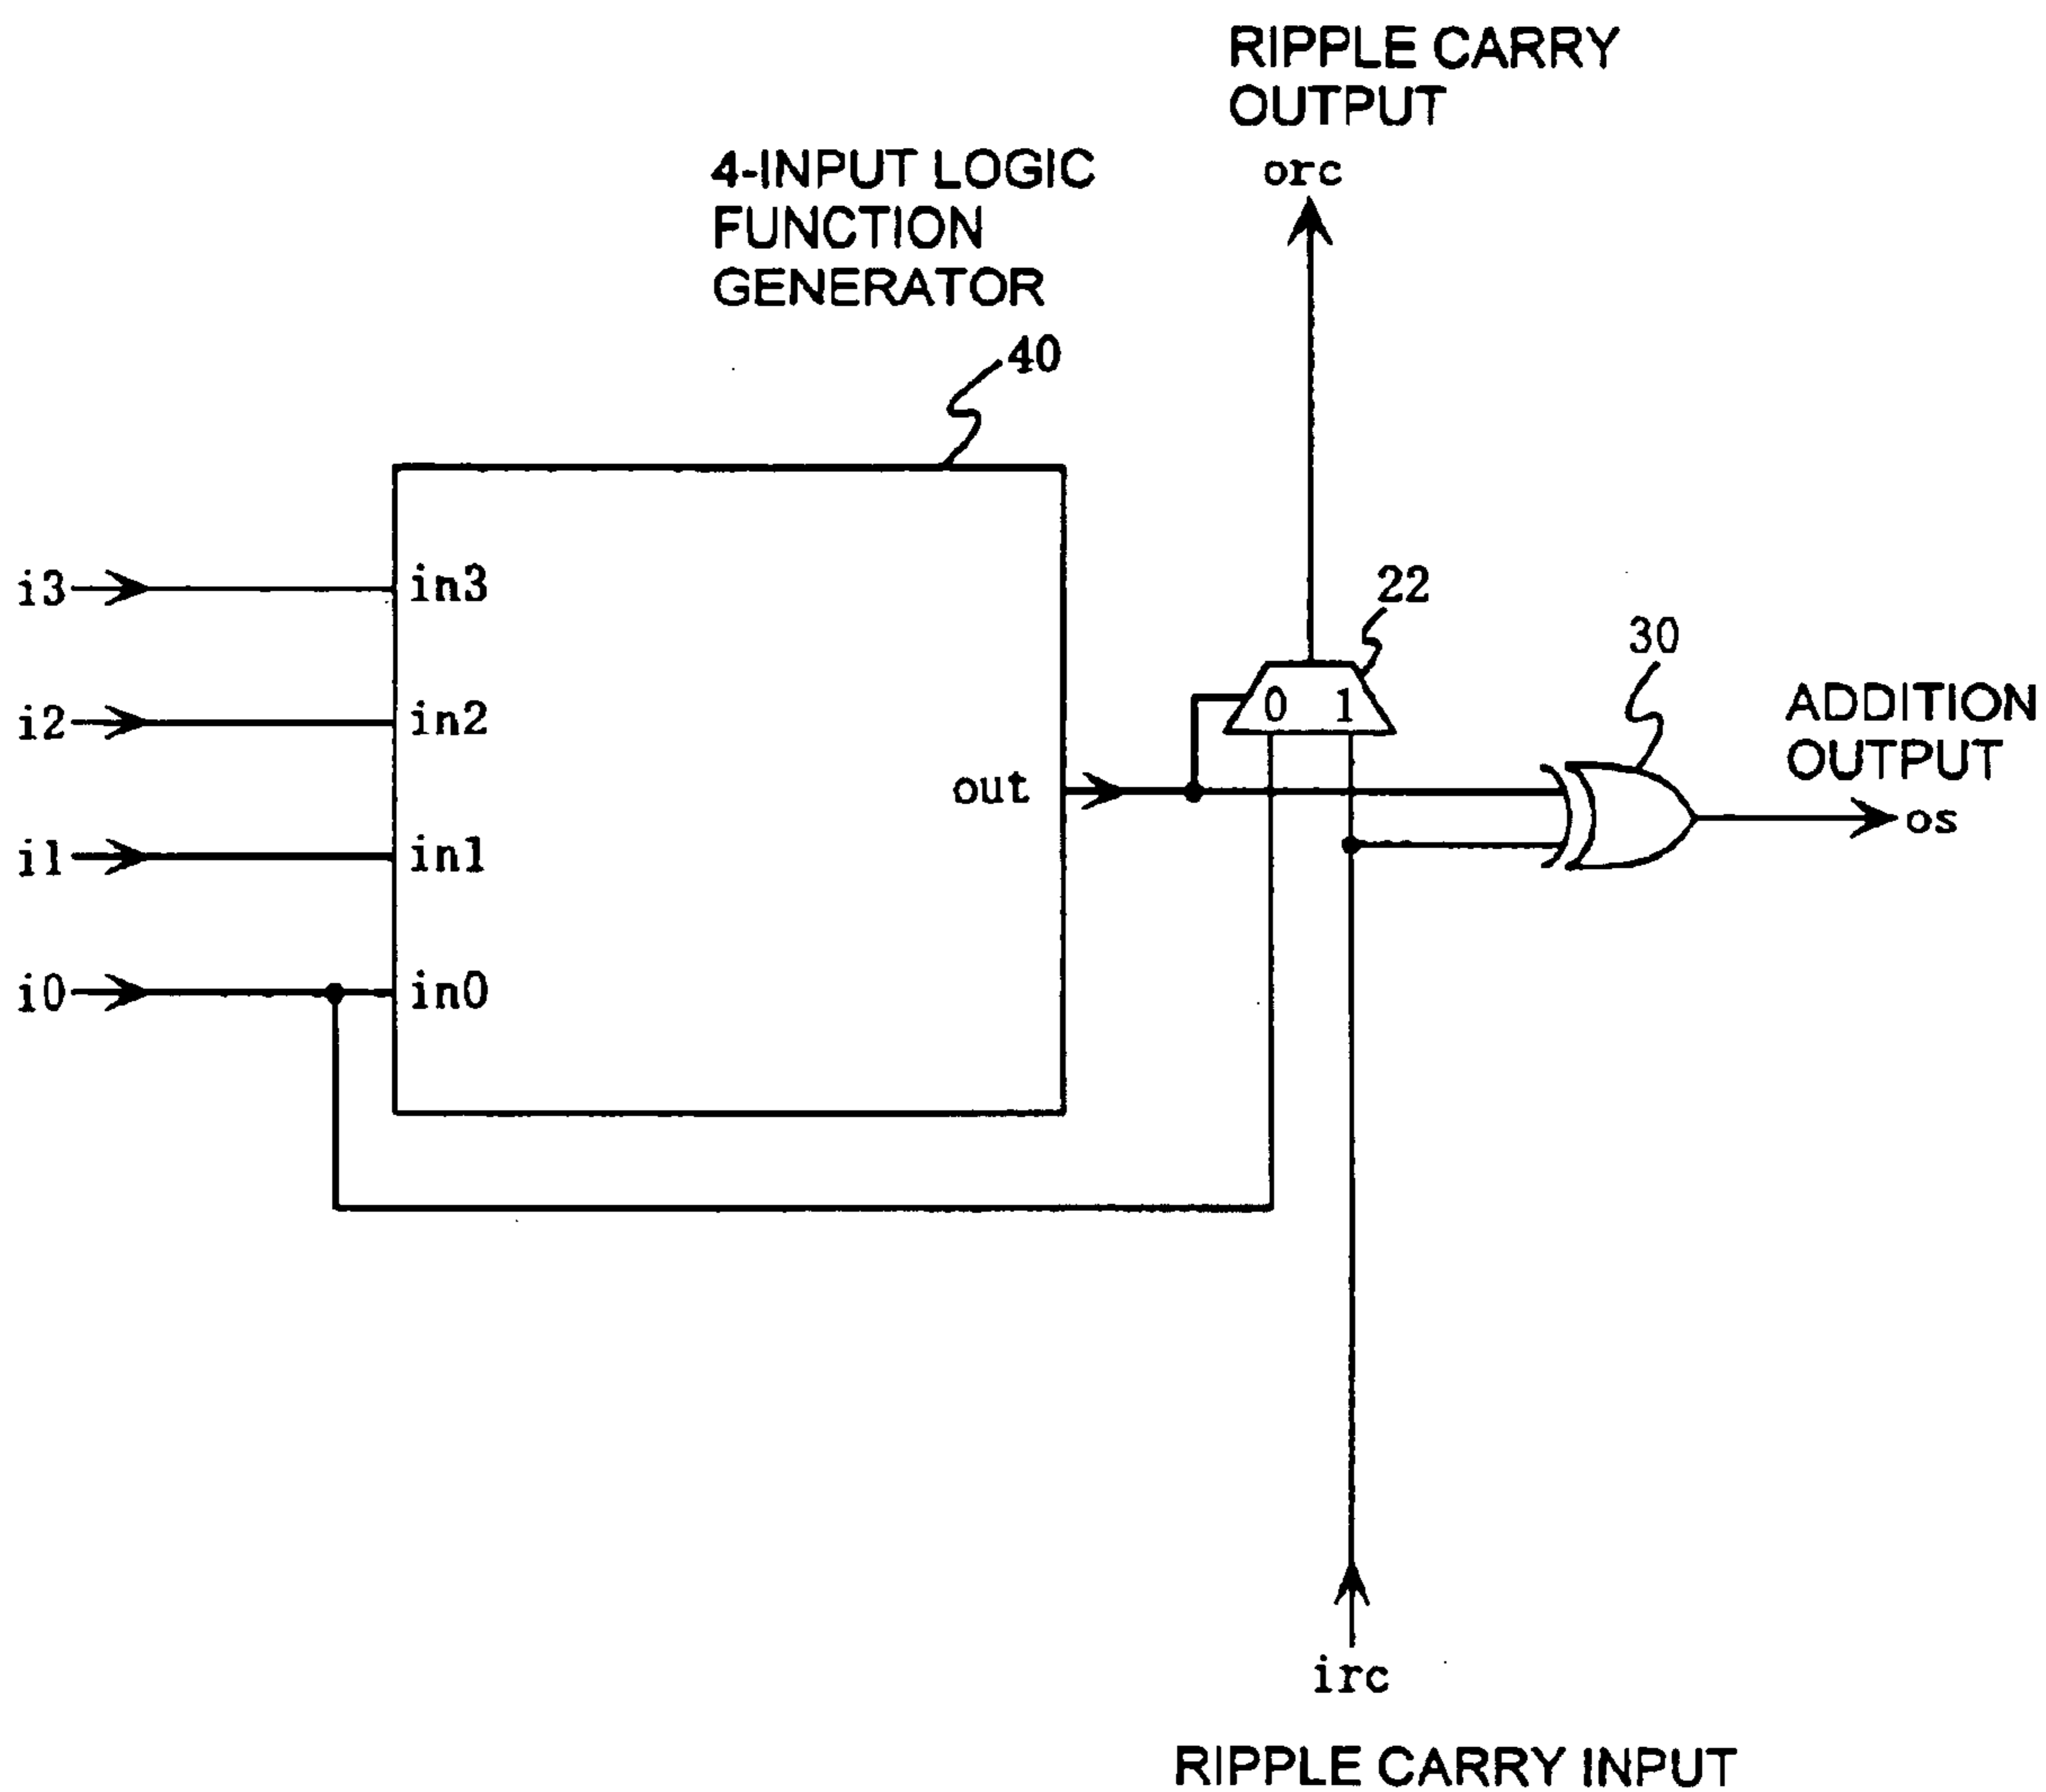 RIPPLE CARRY
OUTPUT
orc
4-INPUT LOGIC
FUNCTION
GENERATOR
40
i3
in3
22
30
i2
in2
0 1
ADDITION
OUTPUT
out
os
i1
in1
i0
in0
irc
RIPPLE CARRY INPUT